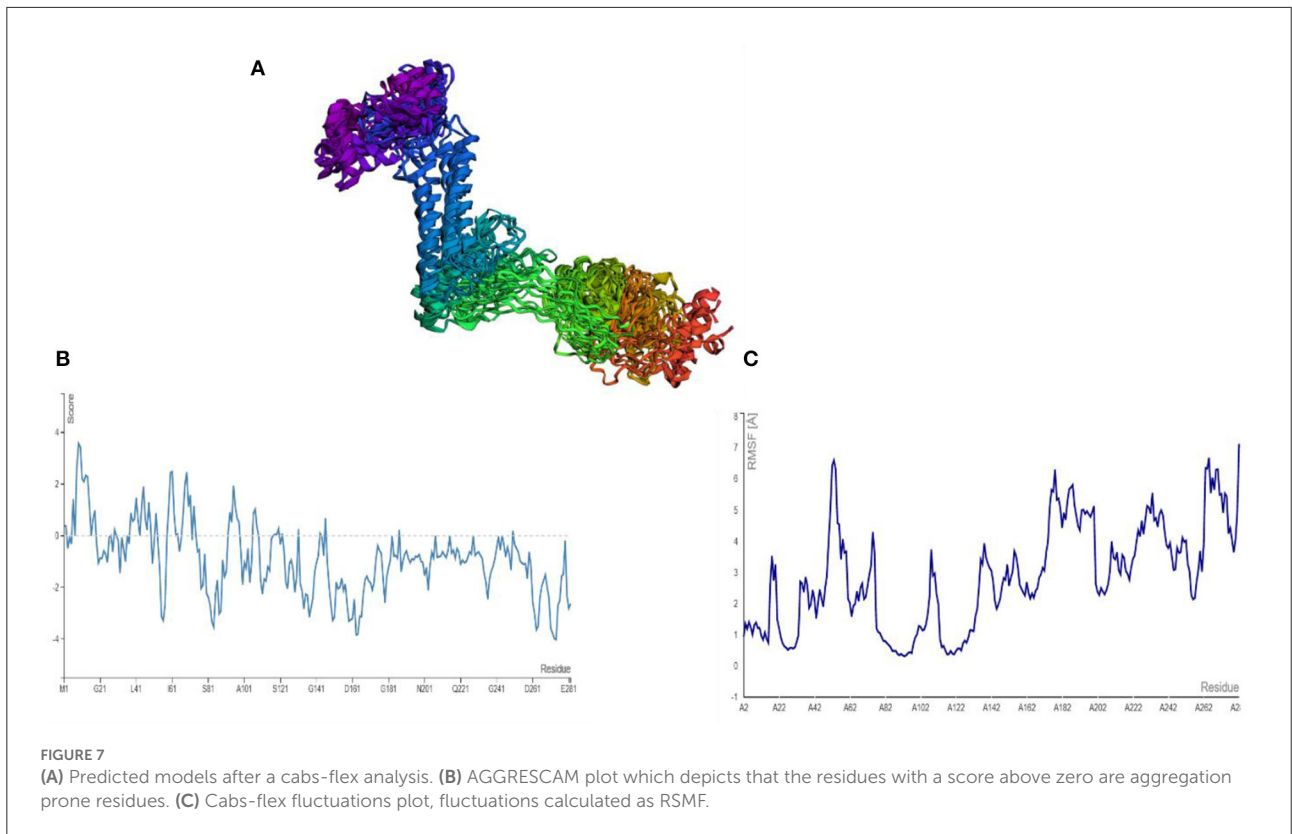 A
B
Score
4
2
0
-2
-4
Residue
M1 G21 L41 I61 S81 A101 S121 G141 D161 G181 N201 Q221 G241 D261 E281
C
RMSF [Å]
8
7
6
5
4
3
2
1
0
-1
Residue
A2 A22 A42 A62 A82 A102 A122 A142 A162 A182 A202 A222 A242 A262 A2
FIGURE 7
(A) Predicted models after a cabs-flex analysis. (B) AGGRESCAM plot which depicts that the residues with a score above zero are aggregation
prone residues. (C) Cabs-flex fluctuations plot, fluctuations calculated as RSMF.